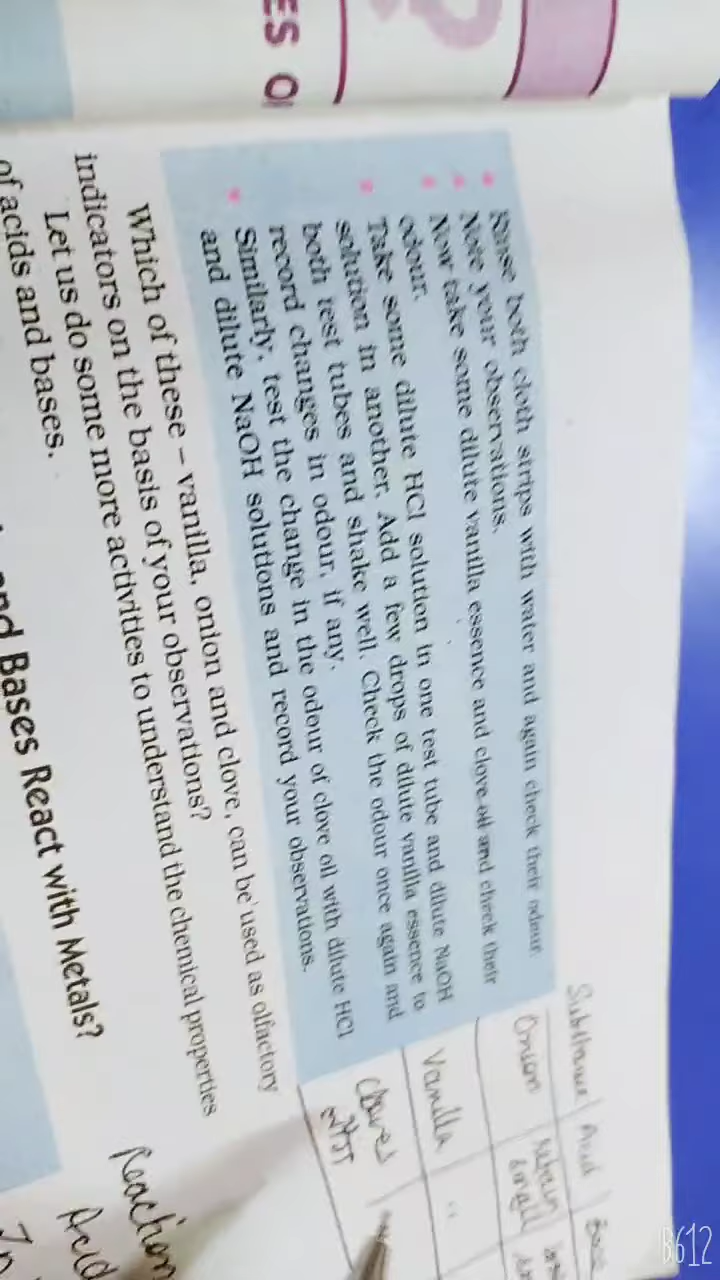 ES O
Rinse both cloth strips with water and again check their odour.
Note your observations.
Now take some dilute vanilla essence and clove oil and check their
odour.
Take some dilute HCl solution in one test tube and dilute NaOH
solution in another. Add a few drops of dilute vanilla essence to
both test tubes and shake well. Check the odour once again and
record changes in odour, if any.
Similarly, test the change in the odour of clove oil with dilute HCl
and dilute NaOH solutions and record your observations.
Which of these – vanilla, onion and clove, can be used as olfactory
indicators on the basis of your observations?
Let us do some more activities to understand the chemical properties
of acids and bases.
and Bases React with Metals?
Substance Acid Base
Onion Retain
smell
Vanilla "
Cloves
Reaction
Acid
B612